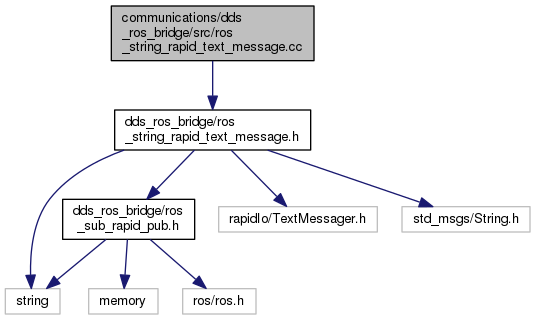 communications/dds
_ros_bridge/src/ros
_string_rapid_text_message.cc
dds_ros_bridge/ros
_string_rapid_text_message.h
dds_ros_bridge/ros
_sub_rapid_pub.h
rapidIo/TextMessager.h
std_msgs/String.h
string
memory
ros/ros.h